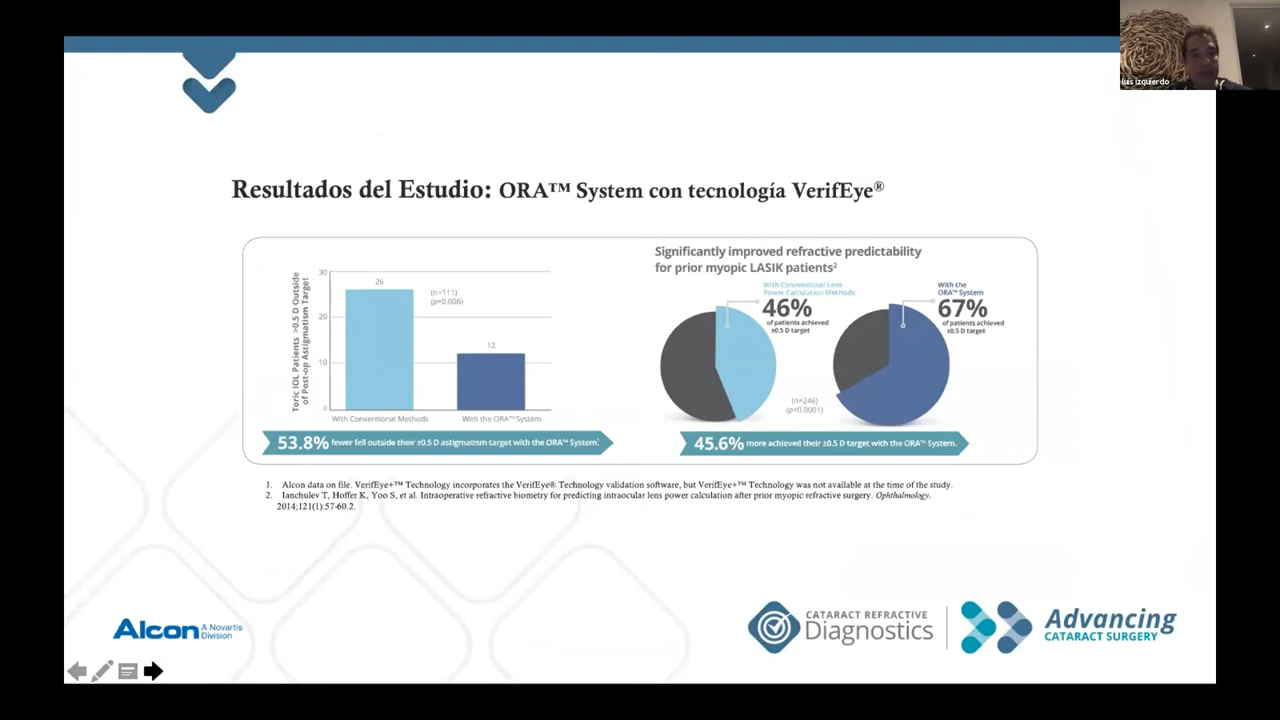 luis izquierdo
Resultados del Estudio: ORA™ System con tecnología VerifEye®
Toric IOL Patients >0.5 D Outside
of Post-op Astigmatism Target
30
20
10
0
26
(n=111)
(p=0.006)
12
With Conventional Methods
With the ORA™ System
53.8% fewer fell outside their ±0.5 D astigmatism target with the ORA™ System.¹
Significantly improved refractive predictability
for prior myopic LASIK patients²
With Conventional Lens
Power Calculation Methods
46%
of patients achieved
±0.5 D target
With the
ORA™ System
67%
of patients achieved
±0.5 D target
(n=246)
(p<0.0001)
45.6% more achieved their ±0.5 D target with the ORA™ System.
1. Alcon data on file. VerifEye+™ Technology incorporates the VerifEye® Technology validation software, but VerifEye+™ Technology was not available at the time of the study.
2. Ianchulev T, Hoffer K, Yoo S, et al. Intraoperative refractive biometry for predicting intraocular lens power calculation after prior myopic refractive surgery. Ophthalmology.
2014;121(1):57-60.2.
Alcon A Novartis
Division
CATARACT REFRACTIVE
Diagnostics
Advancing
CATARACT SURGERY